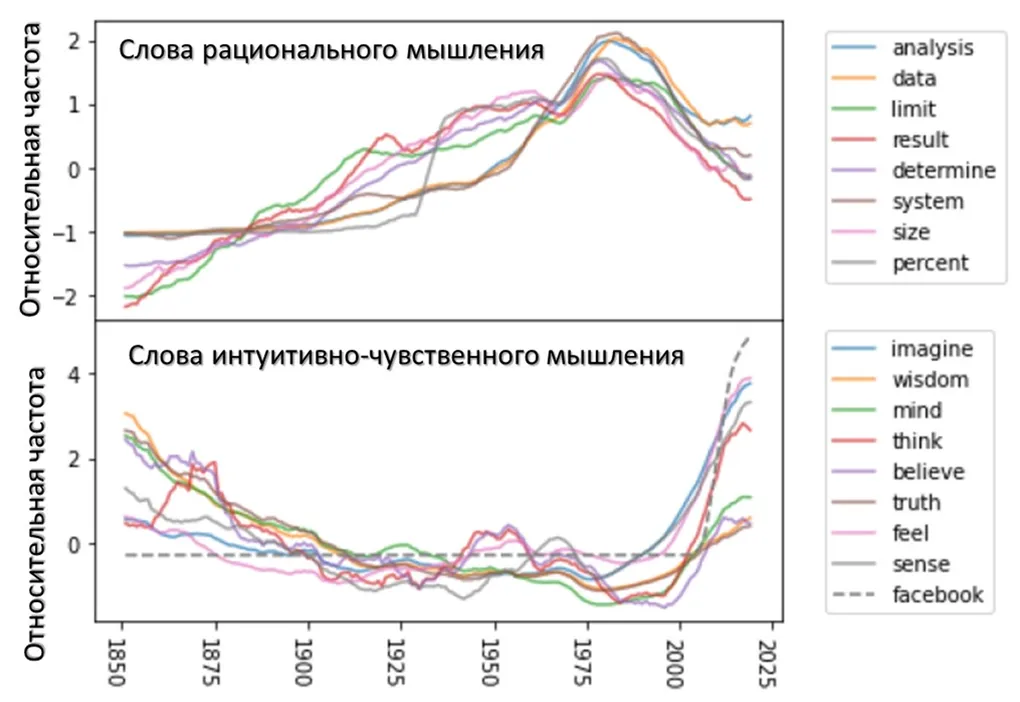 Слова рационального мышления
Относительная частота
2
1
0
−1
−2
analysis
data
limit
result
determine
system
size
percent
Слова интуитивно-чувственного мышления
Относительная частота
4
2
0
1850
1875
1900
1925
1950
1975
2000
2025
imagine
wisdom
mind
think
believe
truth
feel
sense
facebook